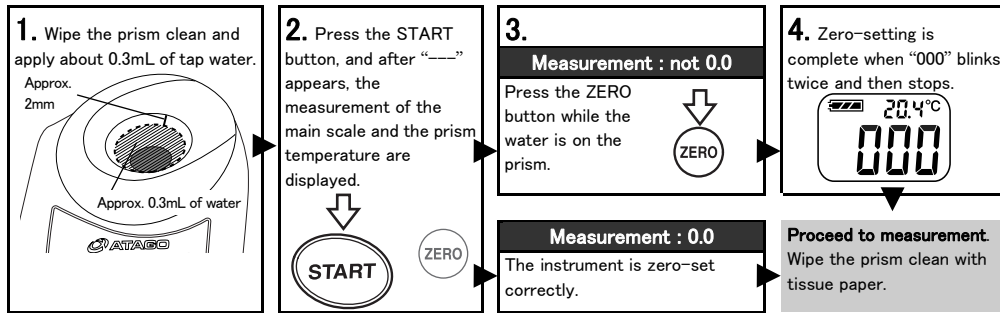 1. Wipe the prism clean and
apply about 0.3mL of tap water.
Approx.
2mm
Approx. 0.3mL of water
ATAGO
2. Press the START
button, and after “---”
appears, the
measurement of the
main scale and the prism
temperature are
displayed.
START
ZERO
3.
Measurement : not 0.0
Press the ZERO
button while the
water is on the
prism.
ZERO
Measurement : 0.0
The instrument is zero-set
correctly.
4. Zero-setting is
complete when “000” blinks
twice and then stops.
20.4°C
000
Proceed to measurement.
Wipe the prism clean with
tissue paper.